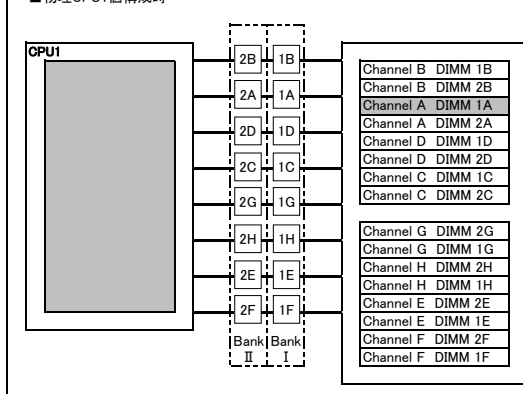 ■物理CPU1個構成時
CPU1
2B 1B
2A 1A
2D 1D
2C 1C
2G 1G
2H 1H
2E 1E
2F 1F
Bank Bank
Ⅱ Ⅰ
Channel B DIMM 1B
Channel B DIMM 2B
Channel A DIMM 1A
Channel A DIMM 2A
Channel D DIMM 1D
Channel D DIMM 2D
Channel C DIMM 1C
Channel C DIMM 2C
Channel G DIMM 2G
Channel G DIMM 1G
Channel H DIMM 2H
Channel H DIMM 1H
Channel E DIMM 2E
Channel E DIMM 1E
Channel F DIMM 2F
Channel F DIMM 1F